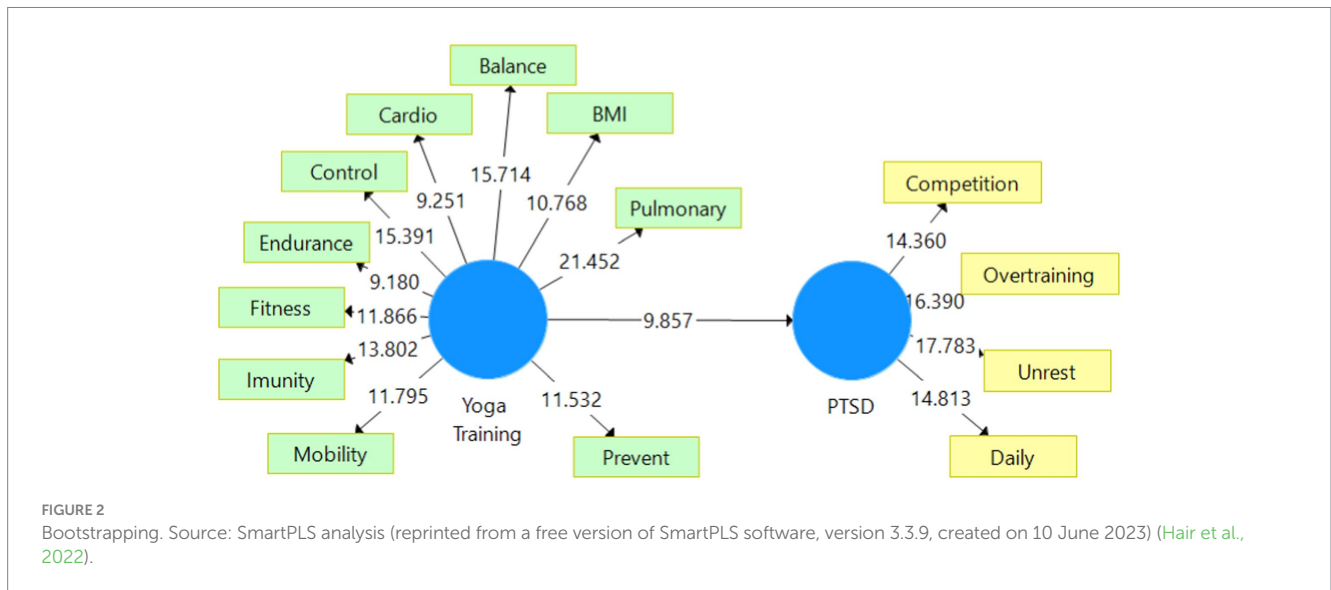 Balance
Cardio
BMI
Control
15.714
9.251
10.768
Pulmonary
Competition
Endurance
15.391
21.452
14.360
9.180
Overtraining
Fitness
11.866
16.390
9.857
13.802
17.783
Imunity
Unrest
11.795
11.532
14.813
Yoga
Training
PTSD
Mobility
Prevent
Daily
FIGURE 2
Bootstrapping. Source: SmartPLS analysis (reprinted from a free version of SmartPLS software, version 3.3.9, created on 10 June 2023) (Hair et al.,
2022).